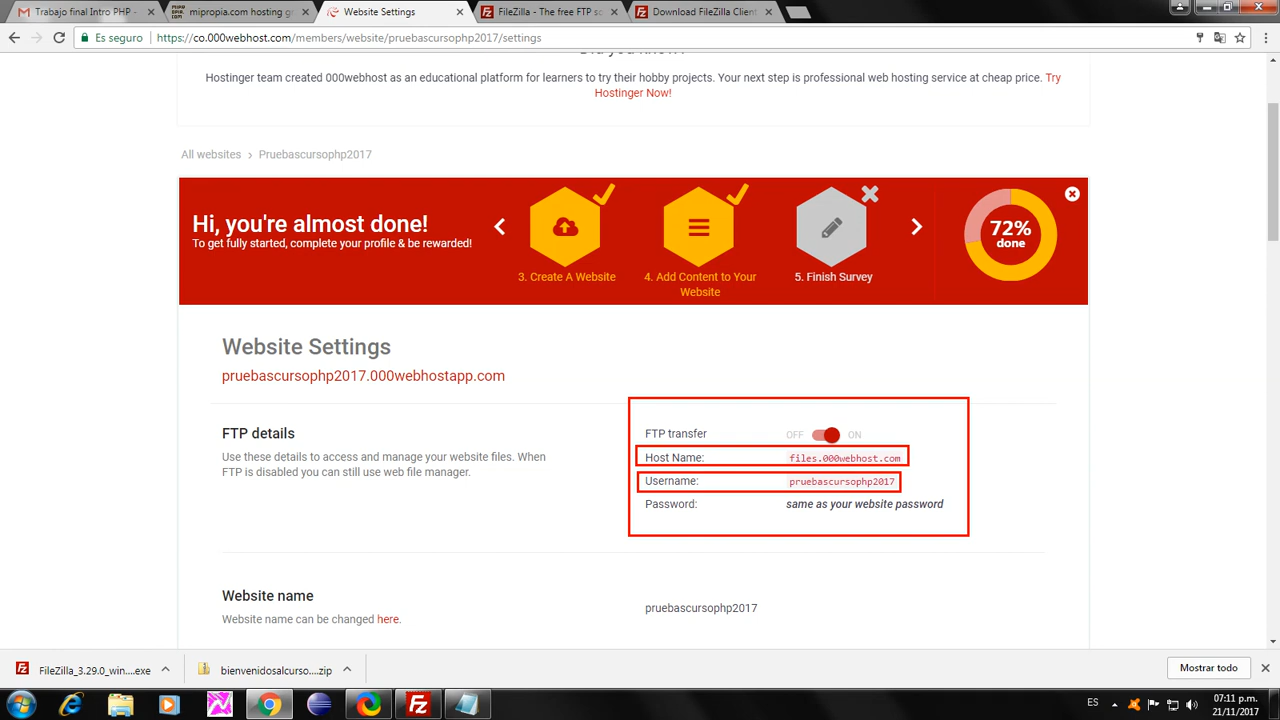 Trabajo final Intro PHP -
mipropia.com hosting g
Website Settings
FileZilla - The free FTP so
Download FileZilla Client
Es seguro
https://co.000webhost.com/members/website/pruebascursophp2017/settings
Did you know?
Hostinger team created 000webhost as an educational platform for learners to try their hobby projects. Your next step is professional web hosting service at cheap price. Try
Hostinger Now!
All websites › Pruebascursophp2017
Hi, you're almost done!
To get fully started, complete your profile & be rewarded!
3. Create A Website
4. Add Content to Your
Website
5. Finish Survey
72%
done
Website Settings
pruebascursophp2017.000webhostapp.com
FTP details
Use these details to access and manage your website files. When
FTP is disabled you can still use web file manager.
FTP transfer OFF ON
Host Name: files.000webhost.com
Username: pruebascursophp2017
Password: same as your website password
Website name
Website name can be changed here.
pruebascursophp2017
FileZilla_3.29.0_win....exe
bienvenidosalcurso....zip
Mostrar todo
ES
07:11 p.m.
21/11/2017